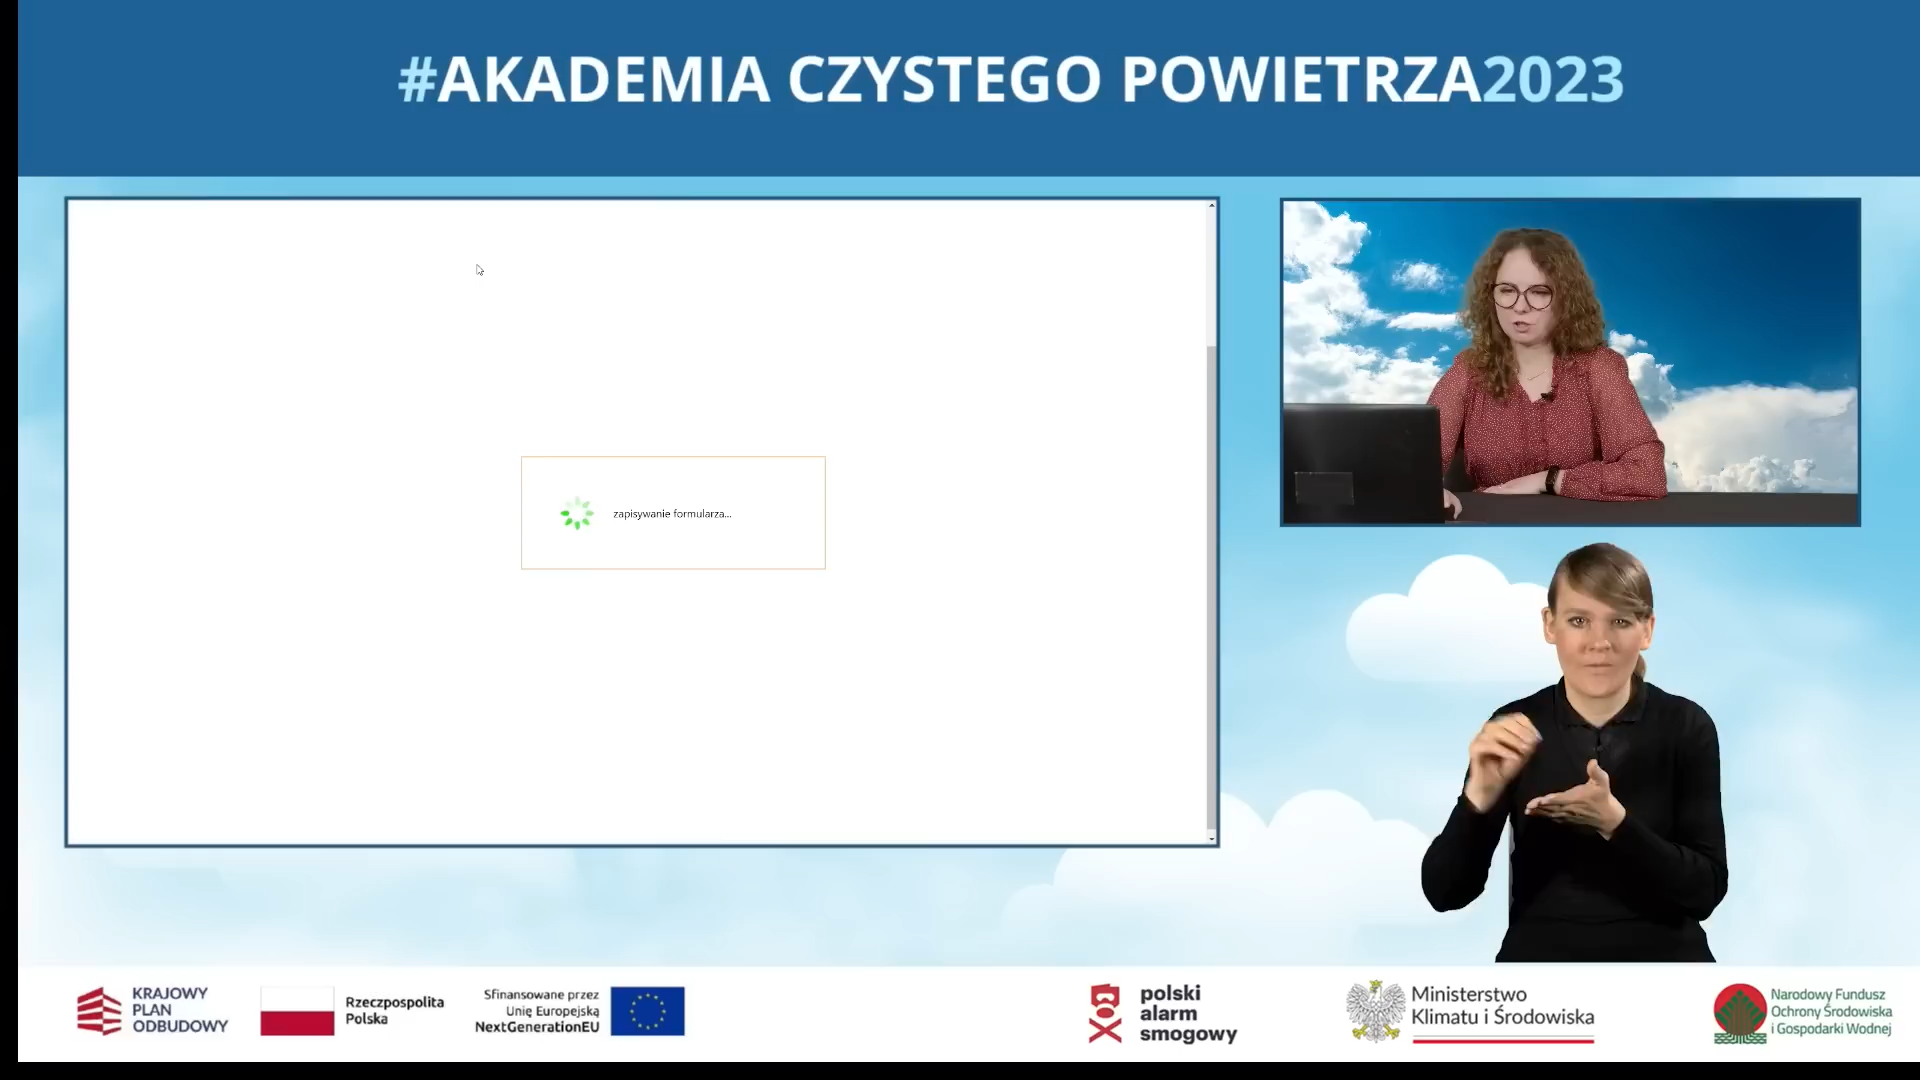 #AKADEMIA CZYSTEGO POWIETRZA2023
zapisywanie formularza...
KRAJOWY
PLAN
ODBUDOWY
Rzeczpospolita
Polska
Sfinansowane przez
Unię Europejską
NextGenerationEU
polski
alarm
smogowy
Ministerstwo
Klimatu i Środowiska
Narodowy Fundusz
Ochrony Środowiska
i Gospodarki Wodnej